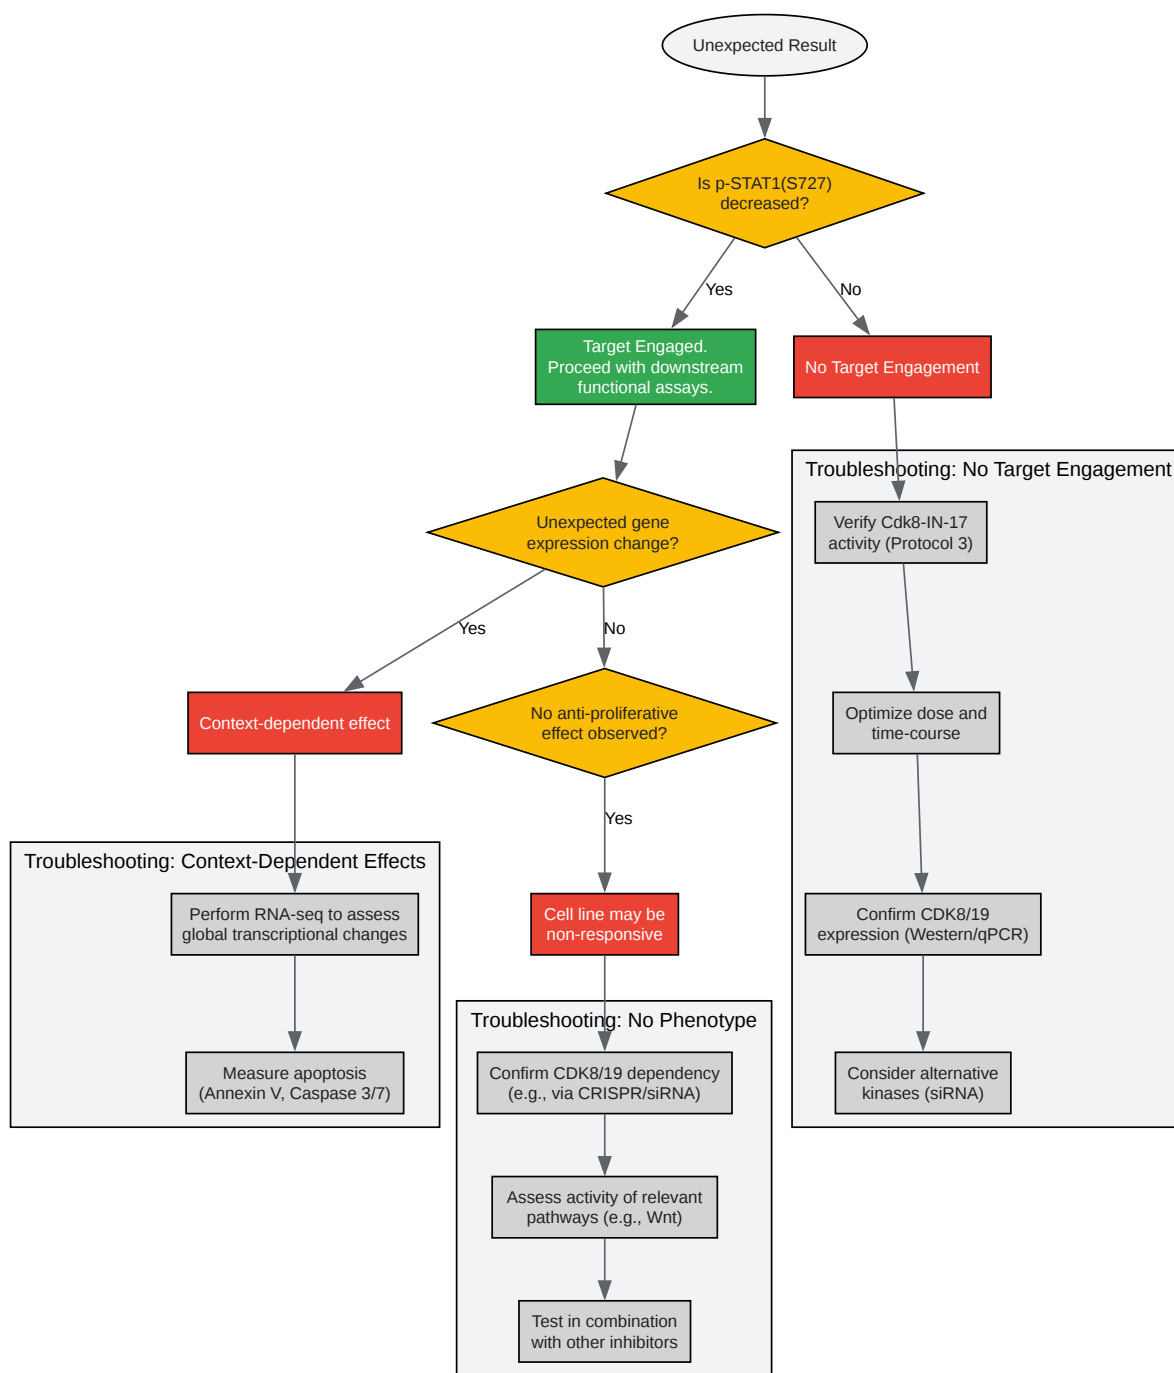 Unexpected Result
Is p-STAT1(S727)
decreased?
Yes
No
Target Engaged.
Proceed with downstream
functional assays.
No Target Engagement
Troubleshooting: No Target Engagement
Unexpected gene
expression change?
Verify Cdk8-IN-17
activity (Protocol 3)
Yes
No
Context-dependent effect
No anti-proliferative
effect observed?
Optimize dose and
time-course
Yes
Troubleshooting: Context-Dependent Effects
Perform RNA-seq to assess
global transcriptional changes
Cell line may be
non-responsive
Confirm CDK8/19
expression (Western/qPCR)
Troubleshooting: No Phenotype
Measure apoptosis
(Annexin V, Caspase 3/7)
Confirm CDK8/19 dependency
(e.g., via CRISPR/siRNA)
Consider alternative
kinases (siRNA)
Assess activity of relevant
pathways (e.g., Wnt)
Test in combination
with other inhibitors